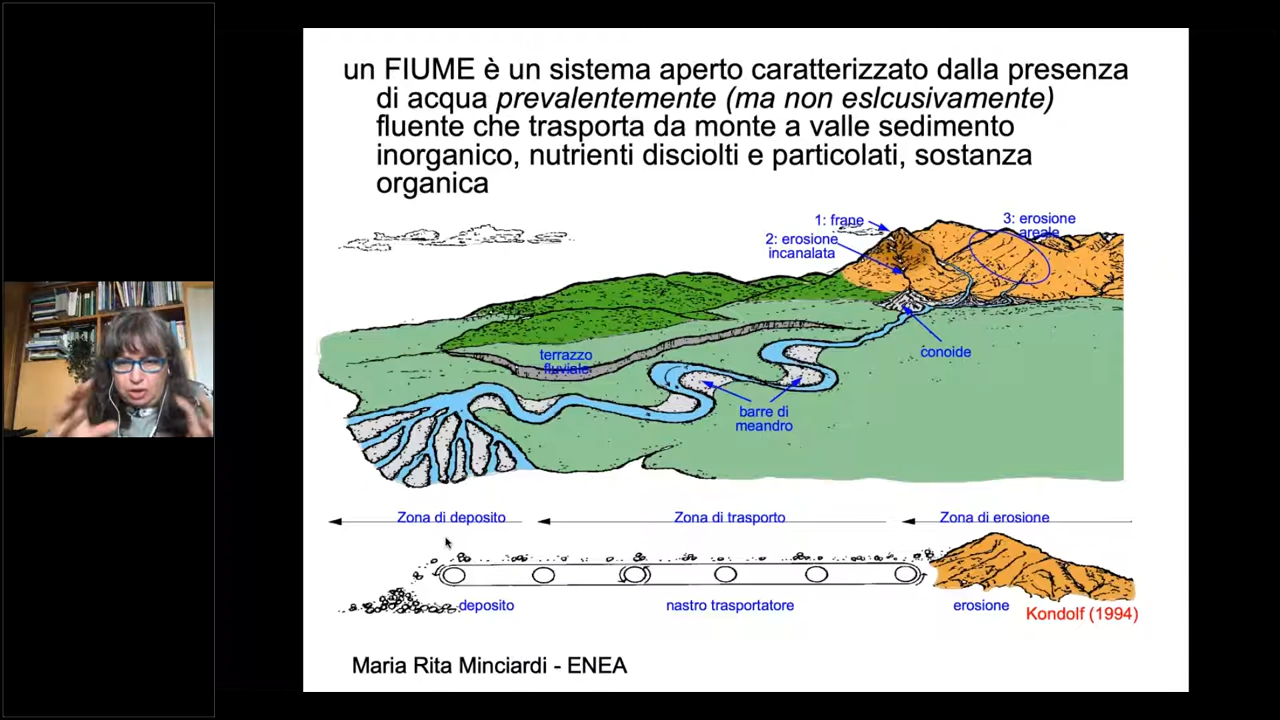 un FIUME è un sistema aperto caratterizzato dalla presenza
di acqua prevalentemente (ma non eslcusivamente)
fluente che trasporta da monte a valle sedimento
inorganico, nutrienti disciolti e particolati, sostanza
organica
1: frane
3: erosione
areale
2: erosione
incanalata
conoide
terrazzo
fluviale
barre di
meandro
Zona di deposito
Zona di trasporto
Zona di erosione
deposito
nastro trasportatore
erosione
Kondolf (1994)
Maria Rita Minciardi - ENEA